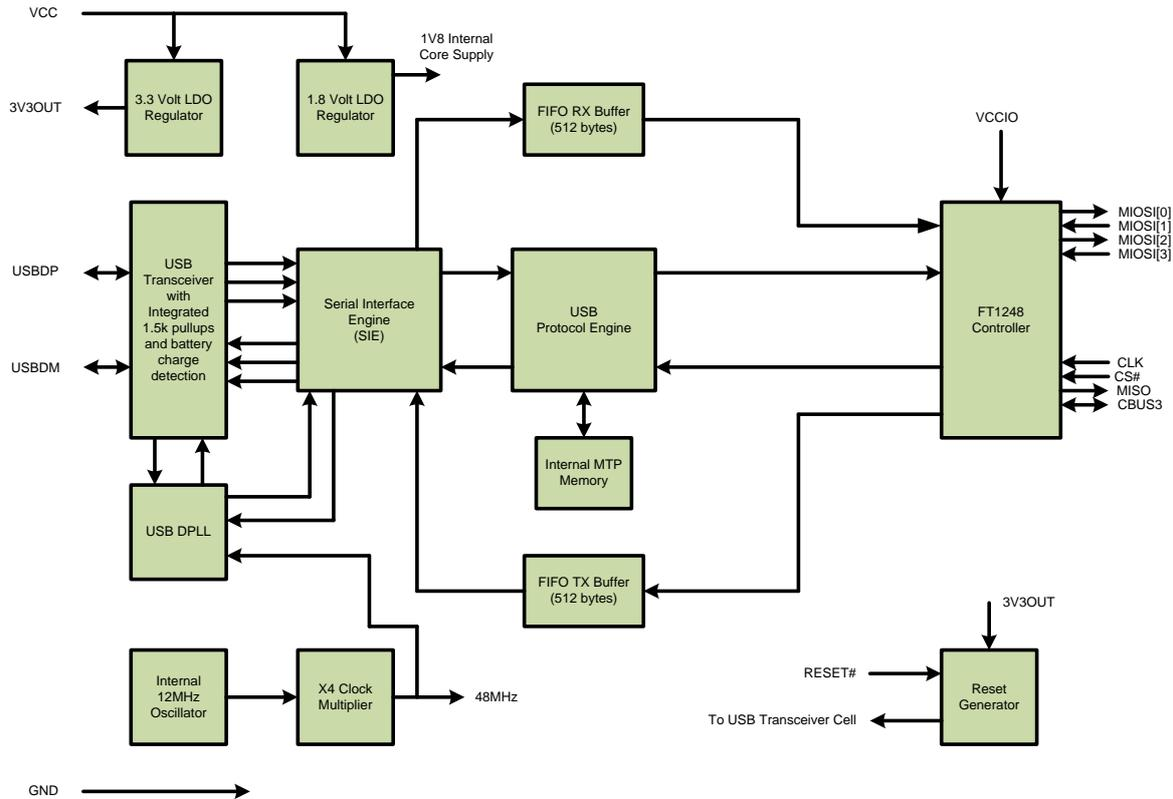 VCC
1V8 Internal
Core Supply
3.3 Volt LDO
Regulator
1.8 Volt LDO
Regulator
3V3OUT
FIFO RX Buffer
(512 bytes)
VCCIO
USB
Transceiver
with
Integrated
1.5k pullups
and battery
charge
detection
USBDP
USBDM
Serial Interface
Engine
(SIE)
USB
Protocol Engine
FT1248
Controller
MIOSI[0]
MIOSI[1]
MIOSI[2]
MIOSI[3]
CLK
CS#
MISO
CBUS3
Internal MTP
Memory
USB DPLL
FIFO TX Buffer
(512 bytes)
3V3OUT
Internal
12MHz
Oscillator
X4 Clock
Multiplier
48MHz
RESET#
Reset
Generator
To USB Transceiver Cell
GND